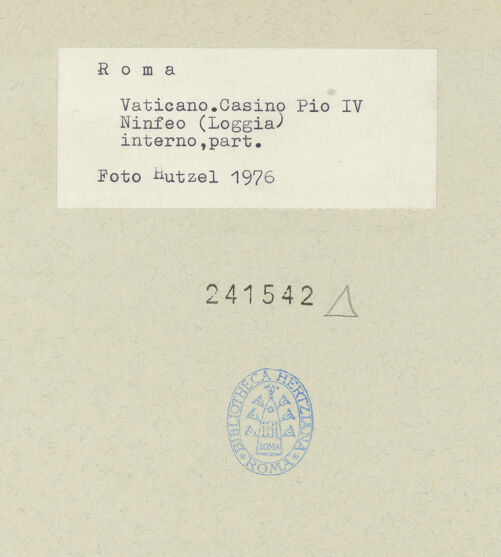 R o m a
Vaticano.Casino Pio IV
Ninfeo (Loggia)
interno,part.
Foto Hutzel 1976
241542
BIBLIOTHECA HERTZIANA
ROMA
* ROMA *